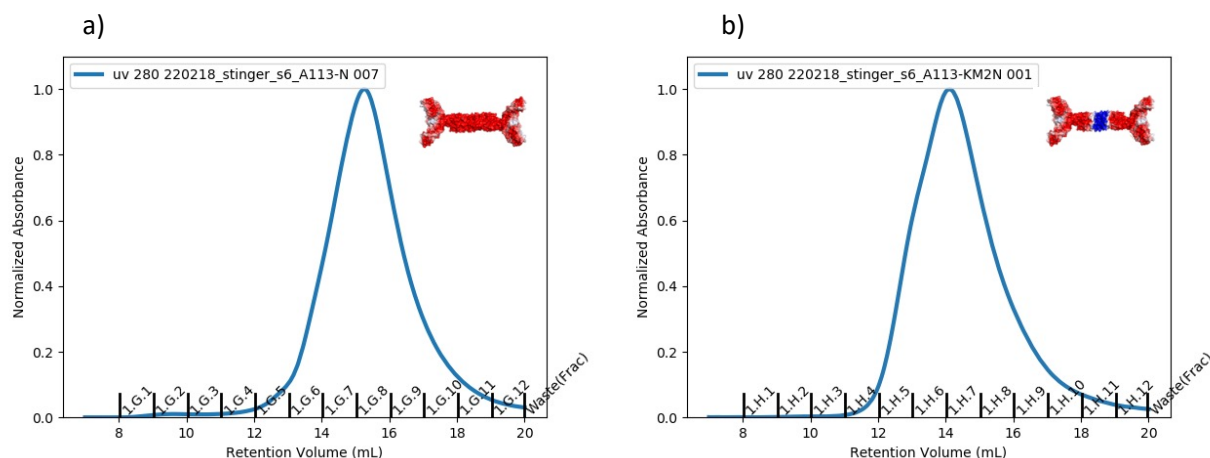 a)
uv 280 220218_stinger_s6_A113-N 007
1.0
0.8
0.6
0.4
0.2
0.0
Normalized Absorbance
1.G.1
1.G.2
1.G.3
1.G.4
1.G.5
1.G.6
1.G.7
1.G.8
1.G.9
1.G.10
1.G.11
1.G.12
Waste(Frac)
8 10 12 14 16 18 20
Retention Volume (mL)
b)
uv 280 220218_stinger_s6_A113-KM2N 001
1.0
0.8
0.6
0.4
0.2
0.0
Normalized Absorbance
1.H.1
1.H.2
1.H.3
1.H.4
1.H.5
1.H.6
1.H.7
1.H.8
1.H.9
1.H.10
1.H.11
1.H.12
Waste(Frac)
8 10 12 14 16 18 20
Retention Volume (mL)